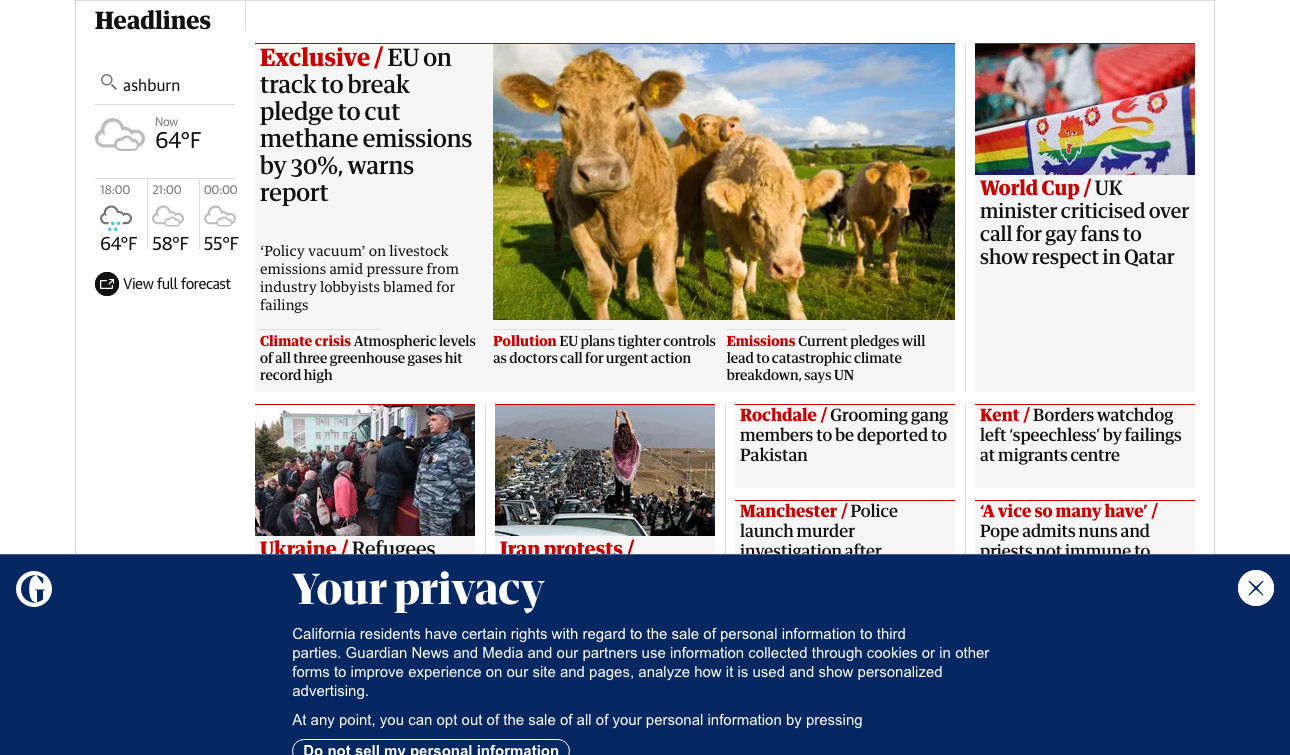 Headlines
ashburn
Now
64°F
18:00
21:00
00:00
64°F
58°F
55°F
View full forecast
Exclusive / EU on
track to break
pledge to cut
methane emissions
by 30%, warns
report
‘Policy vacuum’ on livestock
emissions amid pressure from
industry lobbyists blamed for
failings
Climate crisis Atmospheric levels
of all three greenhouse gases hit
record high
Pollution EU plans tighter controls
as doctors call for urgent action
Emissions Current pledges will
lead to catastrophic climate
breakdown, says UN
World Cup / UK
minister criticised over
call for gay fans to
show respect in Qatar
Ukraine / Refugees
Iran protests /
Rochdale / Grooming gang
members to be deported to
Pakistan
Manchester / Police
launch murder
investigation after
Kent / Borders watchdog
left ‘speechless’ by failings
at migrants centre
‘A vice so many have’ /
Pope admits nuns and
priests not immune to
G
Your privacy
California residents have certain rights with regard to the sale of personal information to third
parties. Guardian News and Media and our partners use information collected through cookies or in other
forms to improve experience on our site and pages, analyze how it is used and show personalized
advertising.
At any point, you can opt out of the sale of all of your personal information by pressing
Do not sell my personal information